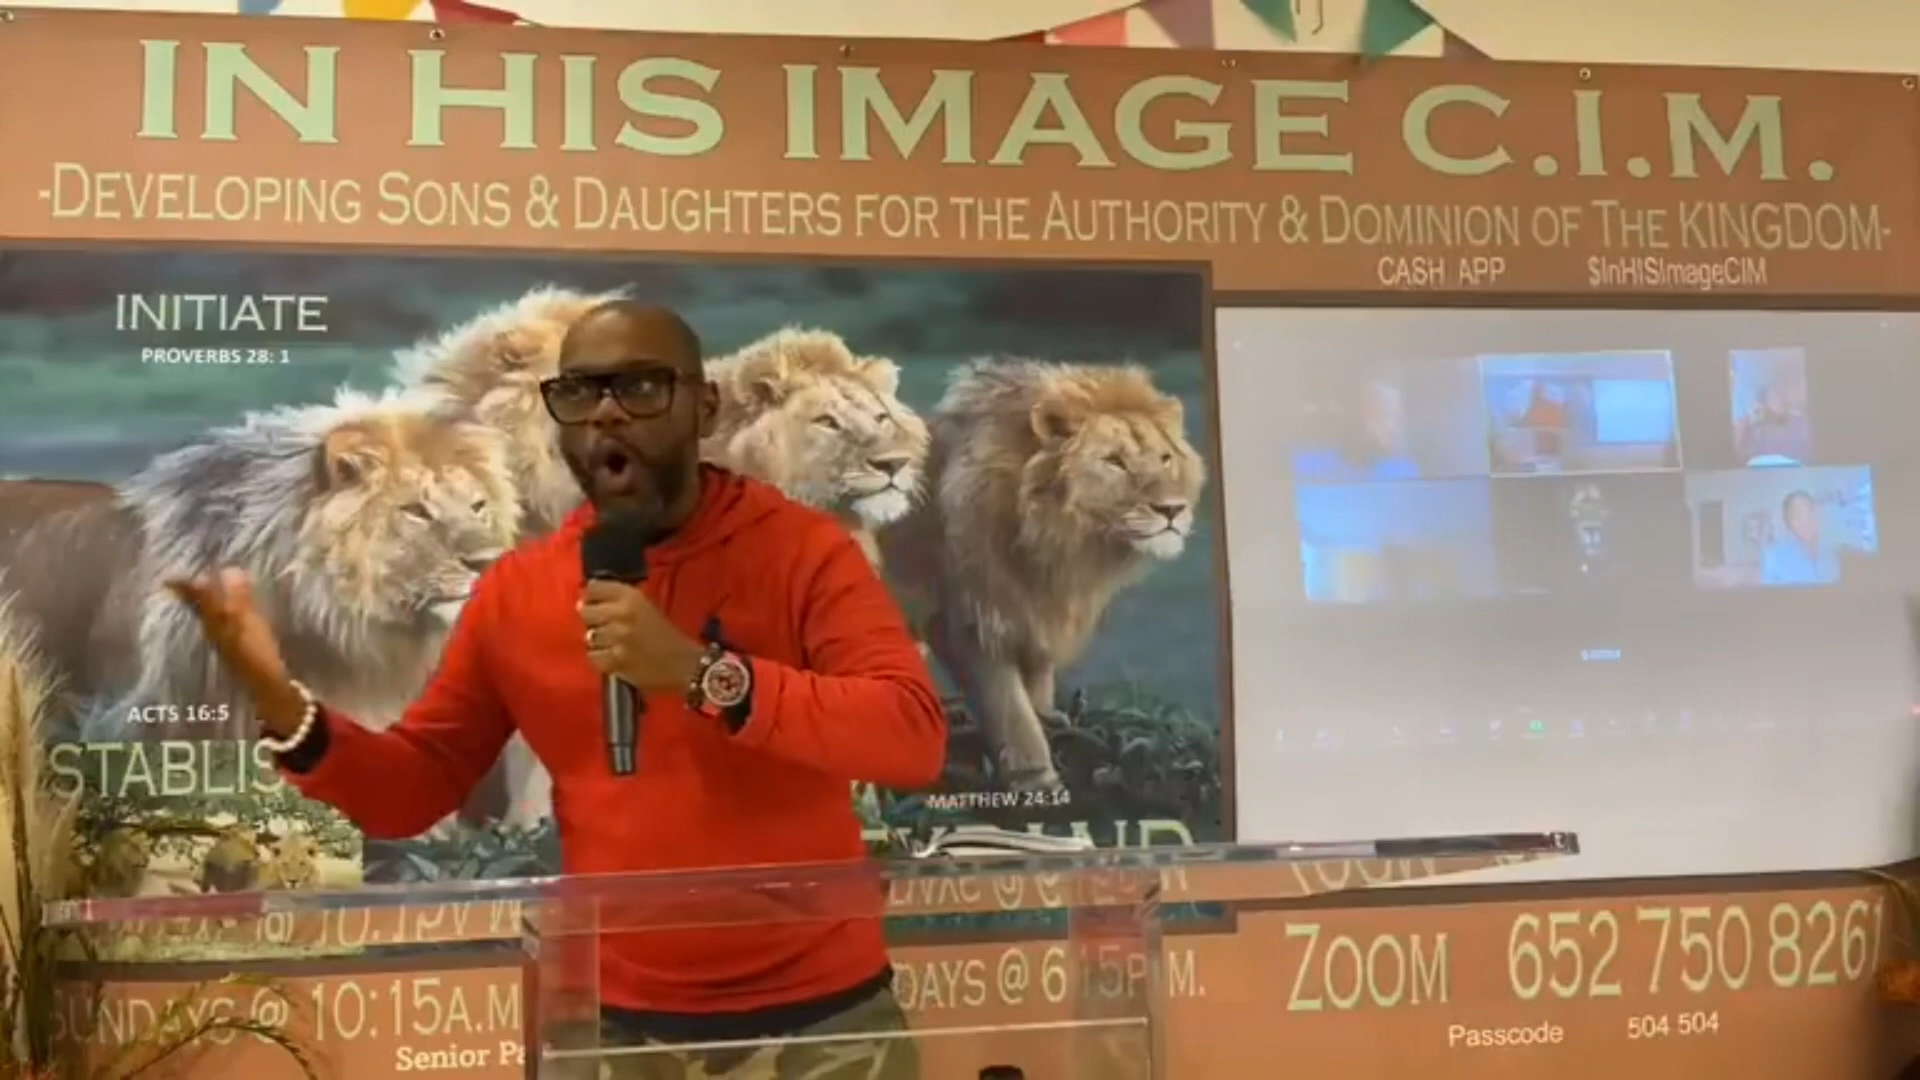 IN HIS IMAGE C.I.M.
-DEVELOPING SONS & DAUGHTERS FOR THE AUTHORITY & DOMINION OF THE KINGDOM-
CASH APP $InHISImageCIM
INITIATE
PROVERBS 28: 1
ACTS 16:5
STABLIS
MATTHEW 24:14
SUNDAYS @ 10:15A.M
DAYS @ 6 15P M.
Senior Pa
ZOOM 652 750 8261
Passcode 504 504